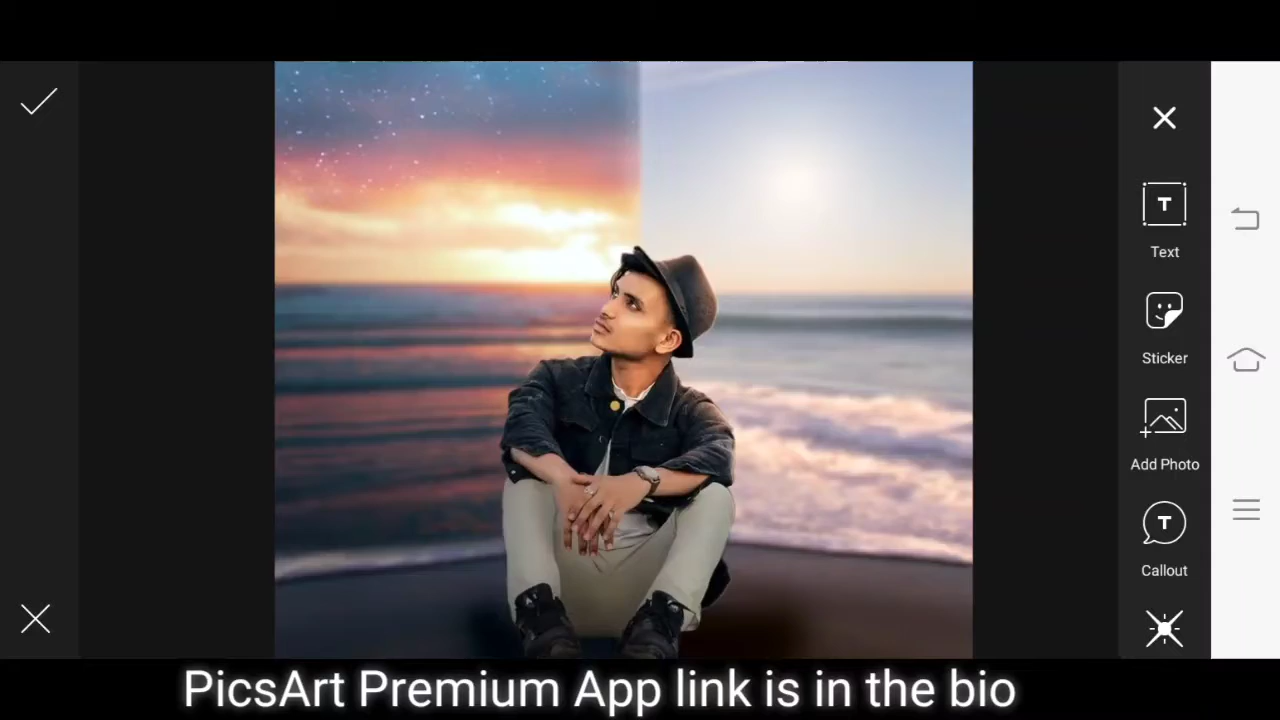 T
Text
Sticker
Add Photo
T
Callout
PicsArt Premium App link is in the bio